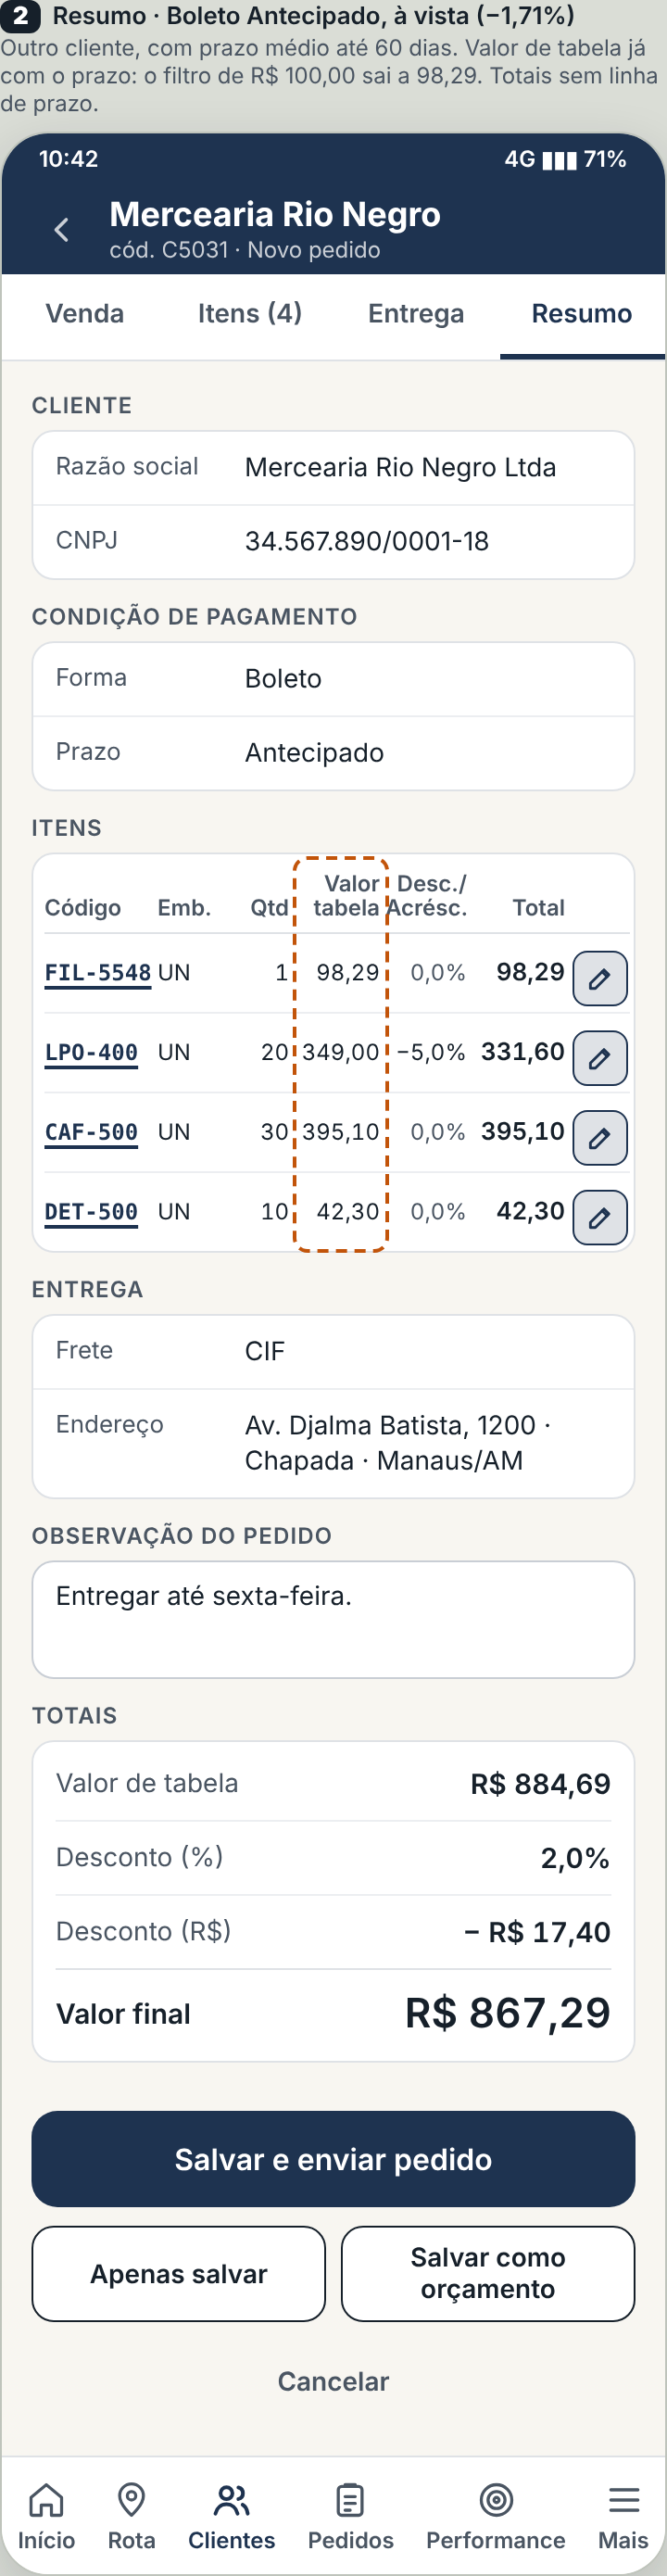 2 Resumo · Boleto Antecipado, à vista (−1,71%)
Outro cliente, com prazo médio até 60 dias. Valor de tabela já
com o prazo: o filtro de R$ 100,00 sai a 98,29. Totais sem linha
de prazo.
10:42 4G 71%
Mercearia Rio Negro
cód. C5031 · Novo pedido
Venda Itens (4) Entrega Resumo
CLIENTE
Razão social Mercearia Rio Negro Ltda
CNPJ 34.567.890/0001-18
CONDIÇÃO DE PAGAMENTO
Forma Boleto
Prazo Antecipado
ITENS
Código Emb. Qtd Valor tabela Desc./ Acrésc. Total
FIL-5548 UN 1 98,29 0,0% 98,29
LPO-400 UN 20 349,00 −5,0% 331,60
CAF-500 UN 30 395,10 0,0% 395,10
DET-500 UN 10 42,30 0,0% 42,30
ENTREGA
Frete CIF
Endereço Av. Djalma Batista, 1200 ·
Chapada · Manaus/AM
OBSERVAÇÃO DO PEDIDO
Entregar até sexta-feira.
TOTAIS
Valor de tabela R$ 884,69
Desconto (%) 2,0%
Desconto (R$) − R$ 17,40
Valor final R$ 867,29
Salvar e enviar pedido
Apenas salvar
Salvar como
orçamento
Cancelar
Início Rota Clientes Pedidos Performance Mais